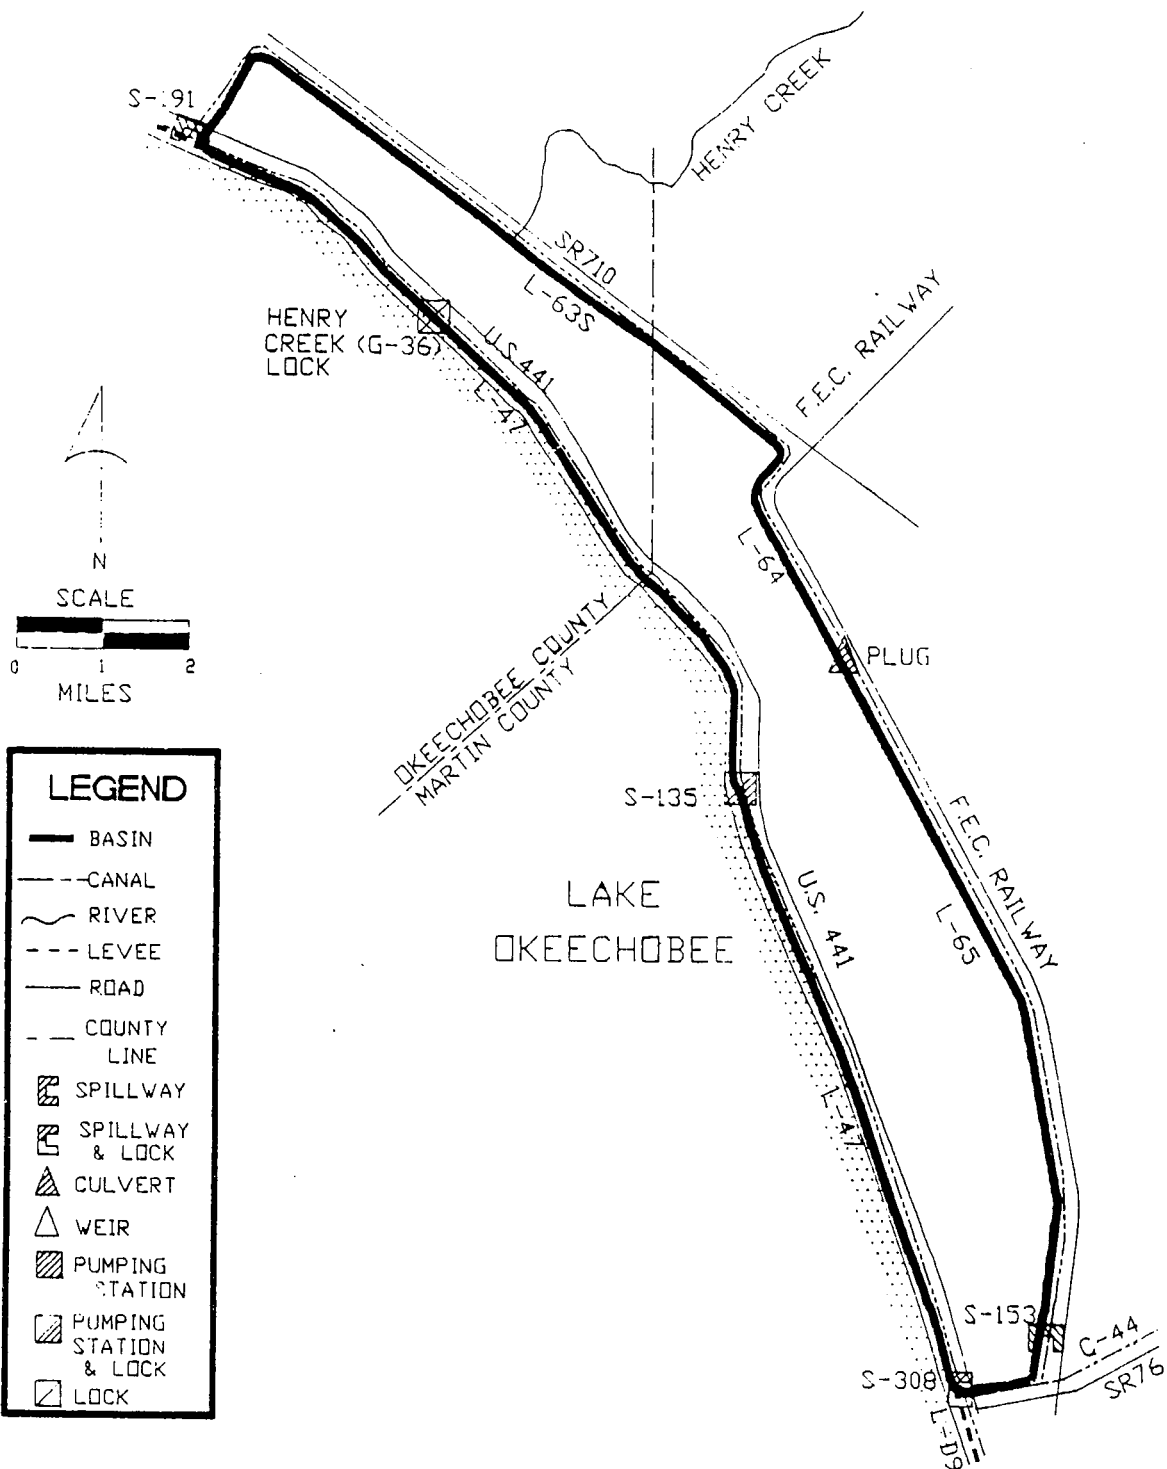 S-191
HENRY CREEK
SR710
L-63S
HENRY
CREEK (G-36)
LOCK
U.S. 441
L-47
F.E.C. RAILWAY
L-64
N
SCALE
0 1 2
MILES
PLUG
OKEECHOBEE COUNTY
MARTIN COUNTY
S-135
LAKE
OKEECHOBEE
U.S. 441
F.E.C. RAILWAY
L-65
L-47
LEGEND
BASIN
CANAL
RIVER
LEVEE
ROAD
COUNTY
LINE
SPILLWAY
SPILLWAY
& LOCK
CULVERT
WEIR
PUMPING
STATION
PUMPING
STATION
& LOCK
LOCK
S-153
C-44
SR76
S-308
L-D9